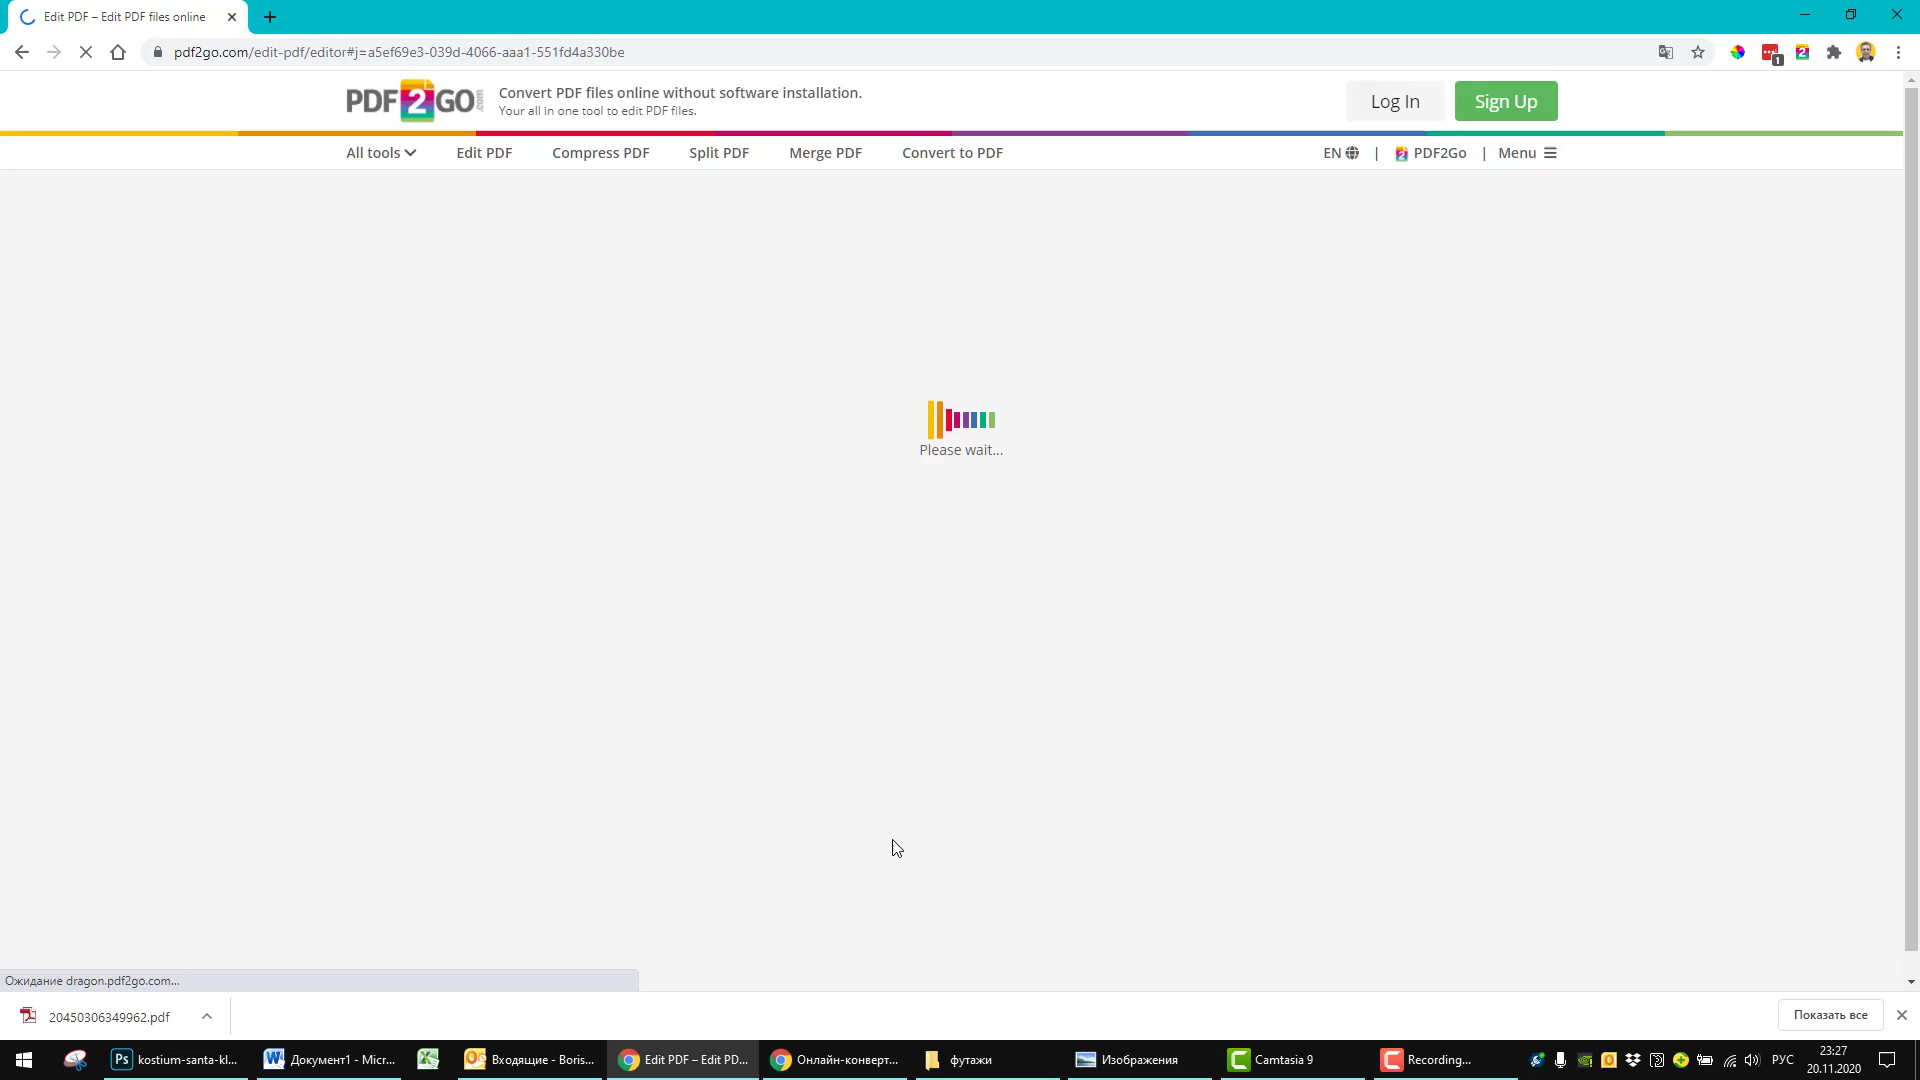 Edit PDF – Edit PDF files online
pdf2go.com/edit-pdf/editor#j=a5ef69e3-039d-4066-aaa1-551fd4a330be
1
2
PDF2GO.com
Convert PDF files online without software installation.
Your all in one tool to edit PDF files.
Log In
Sign Up
All tools
Edit PDF
Compress PDF
Split PDF
Merge PDF
Convert to PDF
EN
|
PDF2Go
|
Menu
Please wait...
Ожидание dragon.pdf2go.com...
20450306349962.pdf
Показать все
Ps
kostium-santa-kl...
Документ1 - Micr...
Входящие - Boris...
Edit PDF – Edit PD...
Онлайн-конверт...
футажи
Изображения
Camtasia 9
Recording...
РУС
23:27
20.11.2020